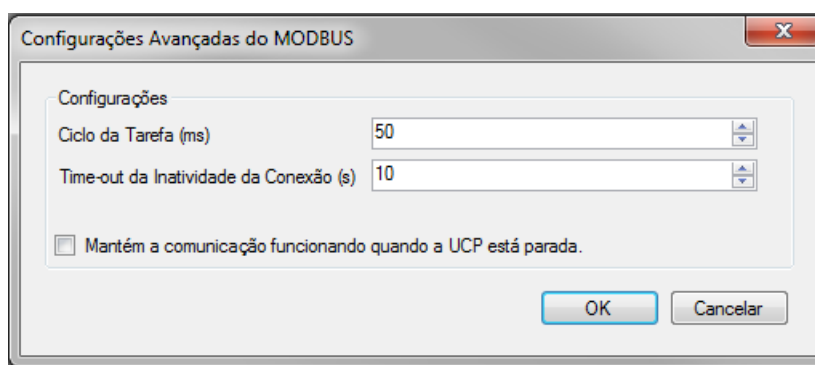 Configurações Avançadas do MODBUS
Configurações
Ciclo da Tarefa (ms) 50
Time-out da Inatividade da Conexão (s) 10
Mantém a comunicação funcionando quando a UCP está parada.
OK Cancelar